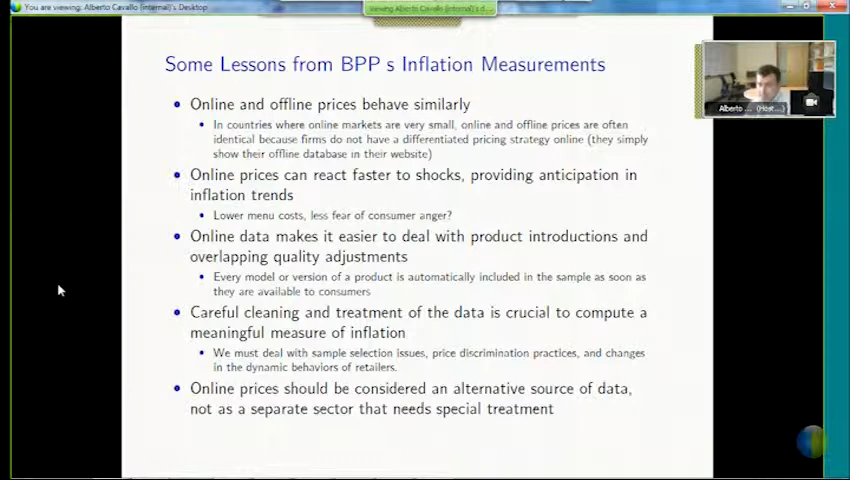 You are viewing: Alberto Cavallo (internal)'s Desktop
Viewing Alberto Cavallo (internal)'s d...
Some Lessons from BPP s Inflation Measurements
Alberto ... (Host...)
Online and offline prices behave similarly
In countries where online markets are very small, online and offline prices are often
identical because firms do not have a differentiated pricing strategy online (they simply
show their offline database in their website)
Online prices can react faster to shocks, providing anticipation in
inflation trends
Lower menu costs, less fear of consumer anger?
Online data makes it easier to deal with product introductions and
overlapping quality adjustments
Every model or version of a product is automatically included in the sample as soon as
they are available to consumers
Careful cleaning and treatment of the data is crucial to compute a
meaningful measure of inflation
We must deal with sample selection issues, price discrimination practices, and changes
in the dynamic behaviors of retailers.
Online prices should be considered an alternative source of data,
not as a separate sector that needs special treatment